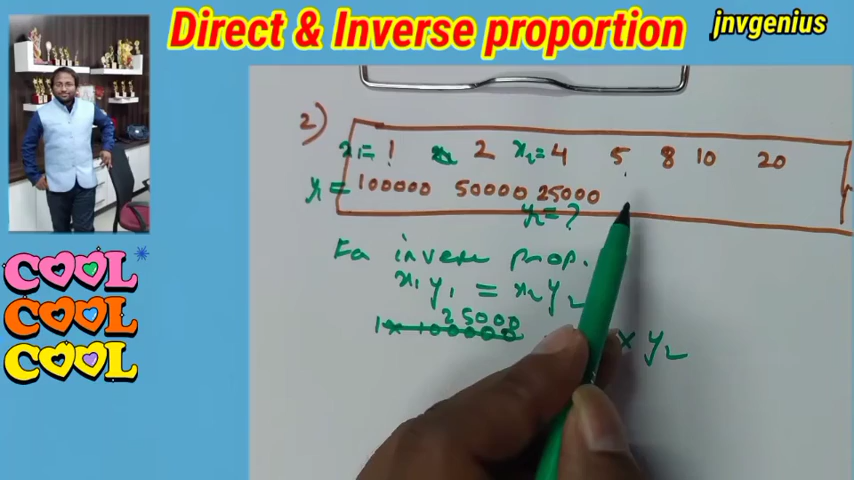 Direct & Inverse proportion
jnvgenius
2) x₁= 1 2 x₂= 4 5 8 10 20
y₁= 100000 50000 25000
y₂= ?
For inverse prop.
x₁ y₁ = x₂ y₂
25000
1 x 100000 x y₂
COOL
COOL
COOL